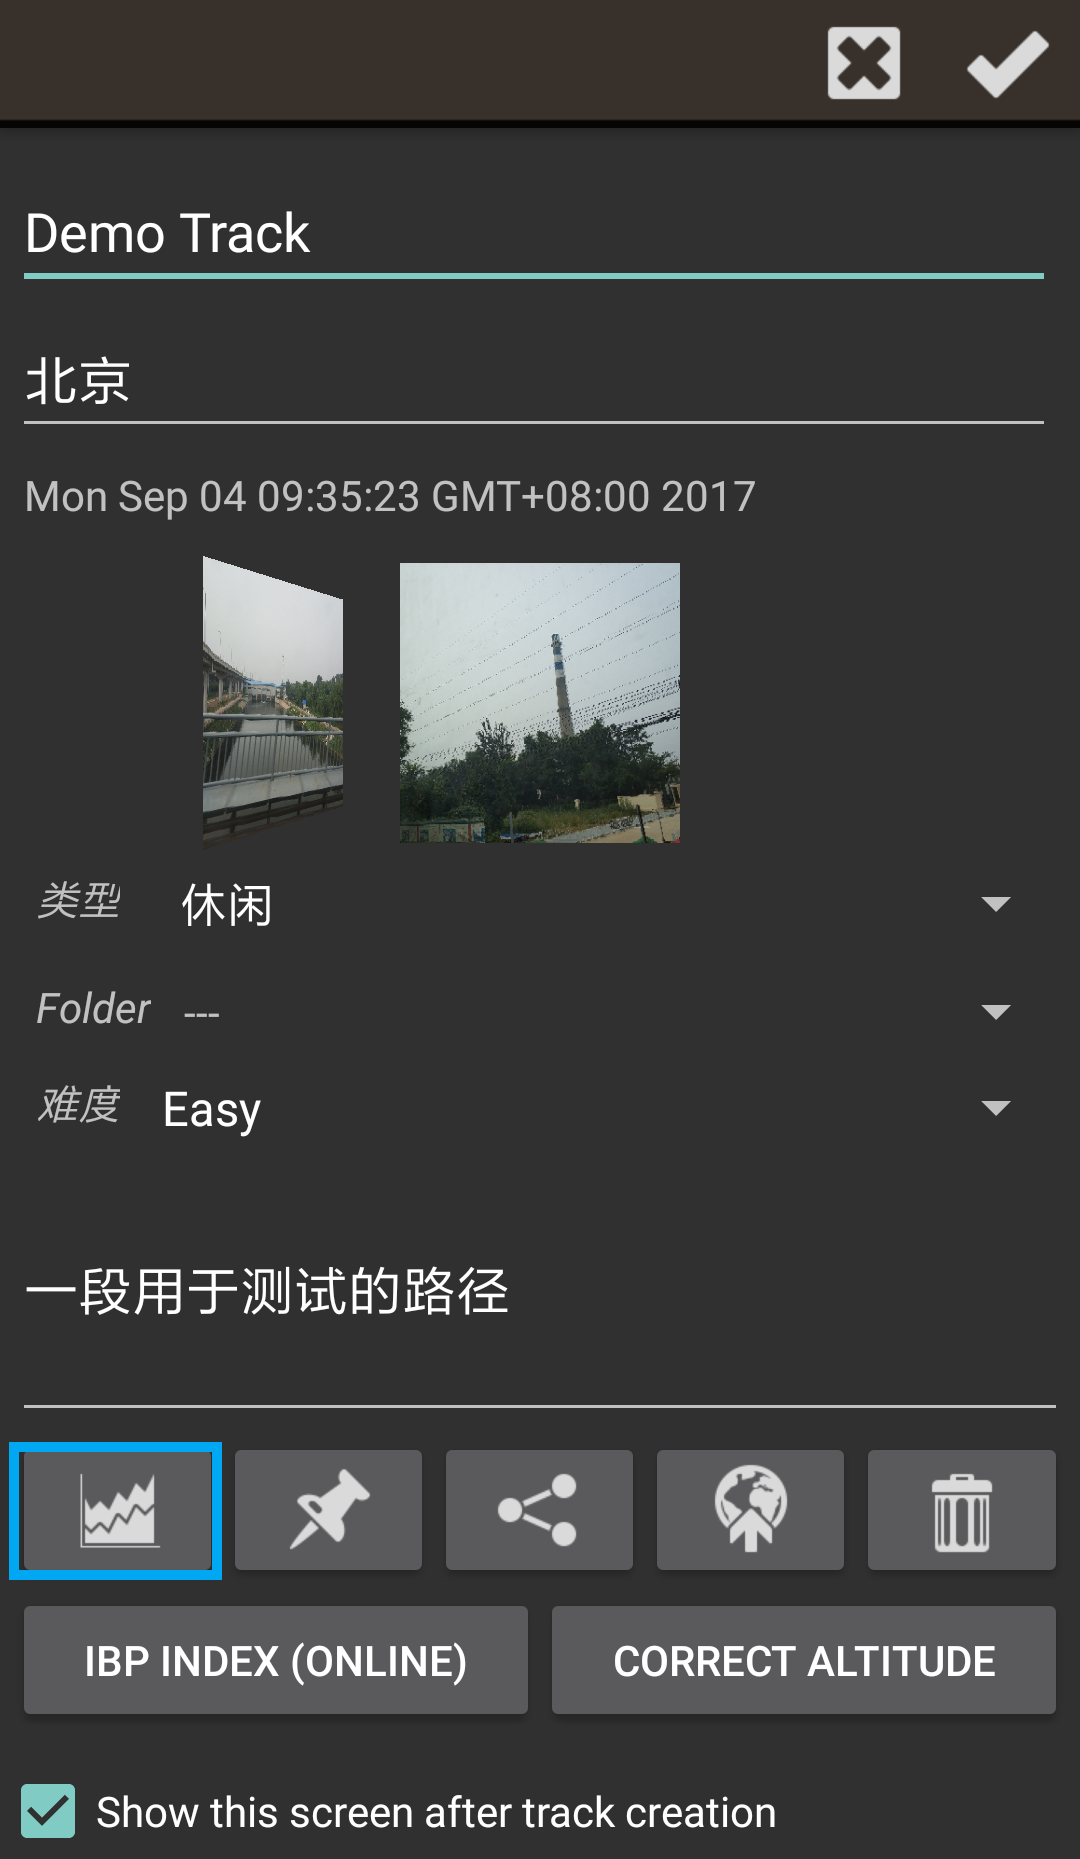 Demo Track
北京
Mon Sep 04 09:35:23 GMT+08:00 2017
类型 休闲
Folder ---
难度 Easy
一段用于测试的路径
IBP INDEX (ONLINE) CORRECT ALTITUDE
Show this screen after track creation